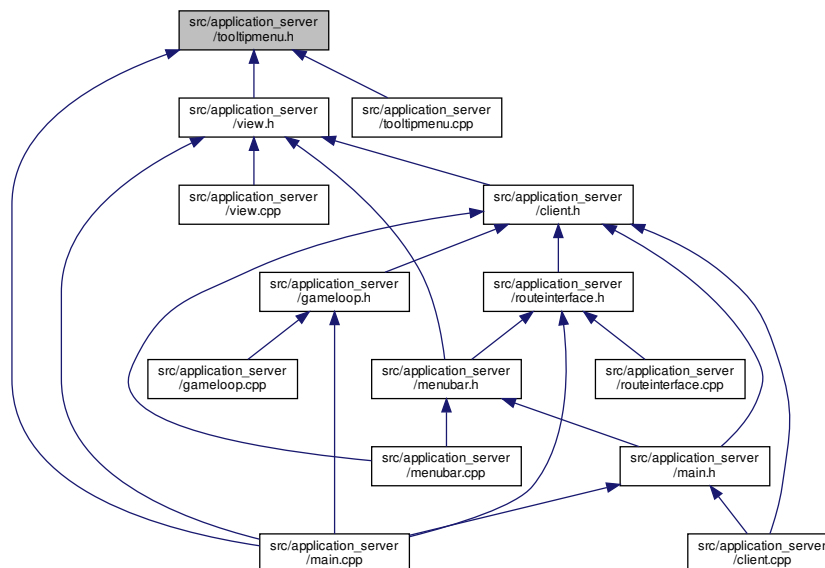 src/application_server
/tooltipmenu.h
src/application_server
/view.h
src/application_server
/tooltipmenu.cpp
src/application_server
/view.cpp
src/application_server
/client.h
src/application_server
/gameloop.h
src/application_server
/routeinterface.h
src/application_server
/gameloop.cpp
src/application_server
/menubar.h
src/application_server
/routeinterface.cpp
src/application_server
/menubar.cpp
src/application_server
/main.h
src/application_server
/main.cpp
src/application_server
/client.cpp